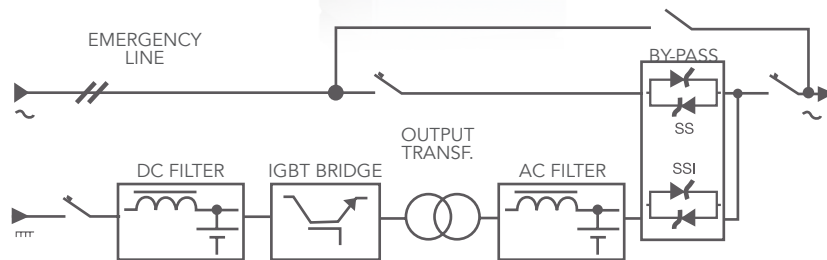 EMERGENCY
LINE
BY-PASS
SS
OUTPUT
TRANSF.
DC FILTER
IGBT BRIDGE
AC FILTER
SSI